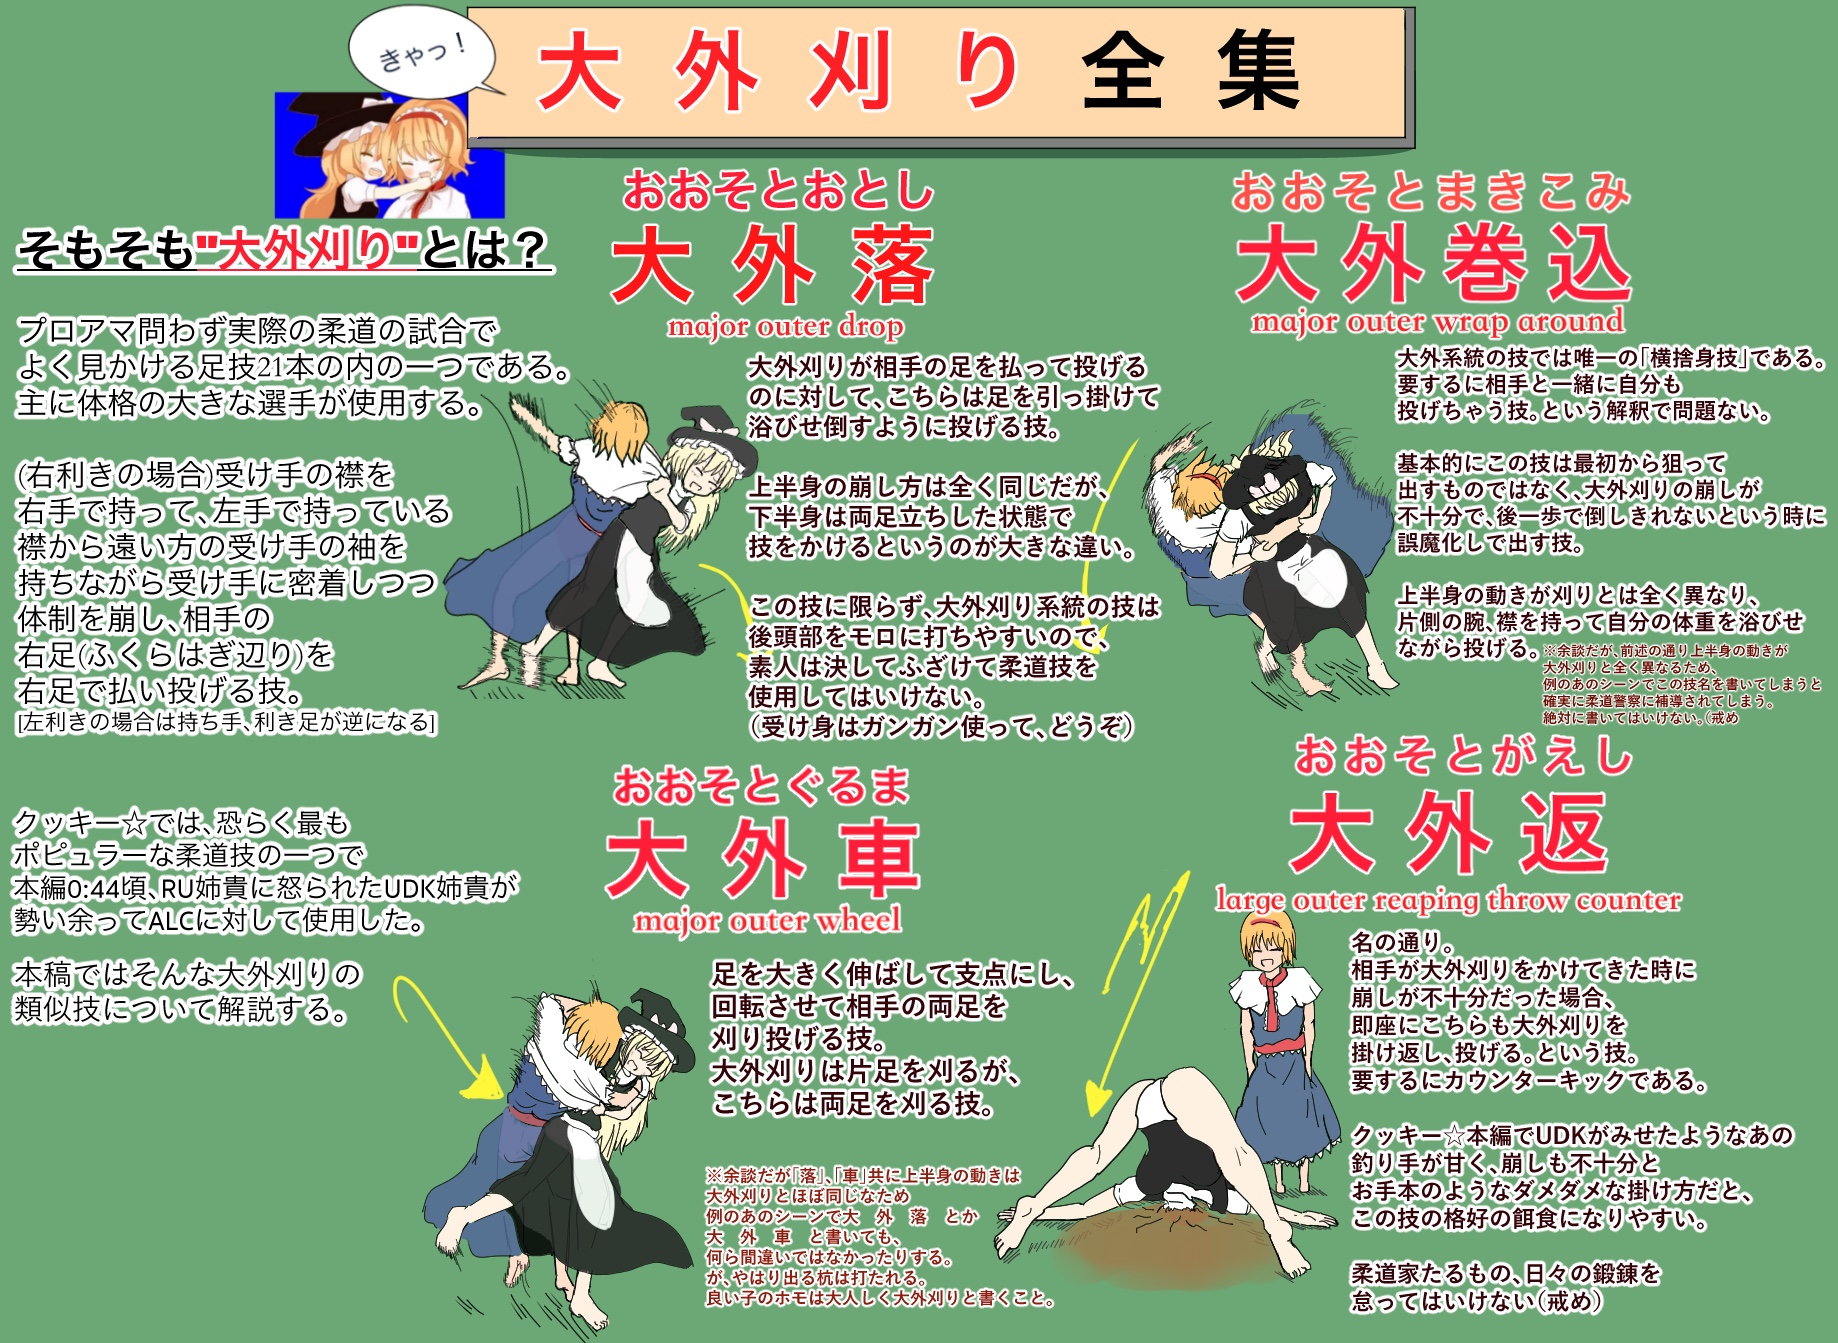 きゃっ!
大外刈り全集
そもそも"大外刈り"とは?
プロアマ問わず実際の柔道の試合で
よく見かける足技21本の内の一つである。
主に体格の大きな選手が使用する。
(右利きの場合)受け手の襟を
右手で持って、左手で持っている
襟から遠い方の受け手の袖を
持ちながら受け手に密着しつつ
体制を崩し、相手の
右足(ふくらはぎ辺り)を
右足で払い投げる技。
[左利きの場合は持ち手、利き足が逆になる]
クッキー☆では、恐らく最も
ポピュラーな柔道技の一つで
本編0:44頃、RU姉貴に怒られたUDK姉貴が
勢い余ってALCに対して使用した。
本稿ではそんな大外刈りの
類似技について解説する。
おおそとおとし
大外落
major outer drop
大外刈りが相手の足を払って投げる
のに対して、こちらは足を引っ掛けて
浴びせ倒すように投げる技。
上半身の崩し方は全く同じだが、
下半身は両足立ちした状態で
技をかけるというのが大きな違い。
この技に限らず、大外刈り系統の技は
後頭部をモロに打ちやすいので、
素人は決してふざけて柔道技を
使用してはいけない。
(受け身はガンガン使って、どうぞ)
おおそとまきこみ
大外巻込
major outer wrap around
大外系統の技では唯一の「横捨身技」である。
要するに相手と一緒に自分も
投げちゃう技。という解釈で問題ない。
基本的にこの技は最初から狙って
出すものではなく、大外刈りの崩しが
不十分で、後一歩で倒しきれないという時に
誤魔化しで出す技。
上半身の動きが刈りとは全く異なり、
片側の腕、襟を持って自分の体重を浴びせ
ながら投げる。
※余談だが、前述の通り上半身の動きが
大外刈りと全く異なるため、
例のあのシーンでこの技名を書いてしまうと
確実に柔道警察に補導されてしまう。
絶対に書いてはいけない。(戒め
おおそとぐるま
大外車
major outer wheel
足を大きく伸ばして支点にし、
回転させて相手の両足を
刈り投げる技。
大外刈りは片足を刈るが、
こちらは両足を刈る技。
※余談だが「落」、「車」共に上半身の動きは
大外刈りとほぼ同じなため
例のあのシーンで大 外 落 とか
大 外 車 と書いても、
何ら間違いではなかったりする。
が、やはり出る杭は打たれる。
良い子のホモは大人しく大外刈りと書くこと。
おおそとがえし
大外返
large outer reaping throw counter
名の通り。
相手が大外刈りをかけてきた時に
崩しが不十分だった場合、
即座にこちらも大外刈りを
掛け返し、投げる。という技。
要するにカウンターキックである。
クッキー☆本編でUDKがみせたようなあの
釣り手が甘く、崩しも不十分と
お手本のようなダメダメな掛け方だと、
この技の格好の餌食になりやすい。
柔道家たるもの、日々の鍛錬を
怠ってはいけない(戒め)